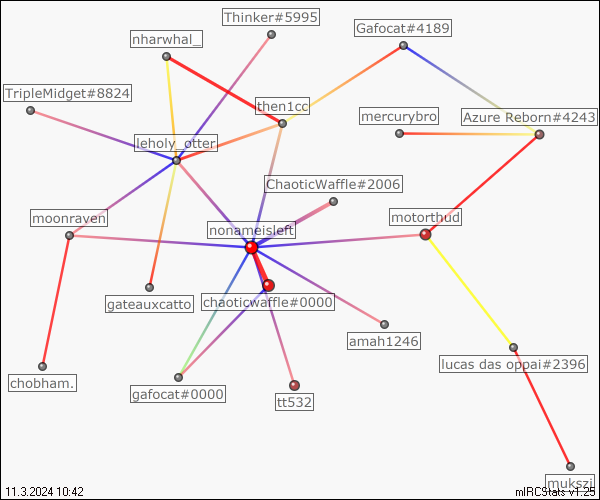 Thinker#5995
Gafocat#4189
nharwhal_
TripleMidget#8824
then1cc
mercurybro
Azure Reborn#4243
leholy_otter
ChaoticWaffle#2006
moonraven
motorthud
nonameisleft
gateauxcatto
chaoticwaffle#0000
amah1246
lucas das oppai#2396
chobham.
gafocat#0000
tt532
mukszi
11.3.2024 10:42
mIRCStats v1.25